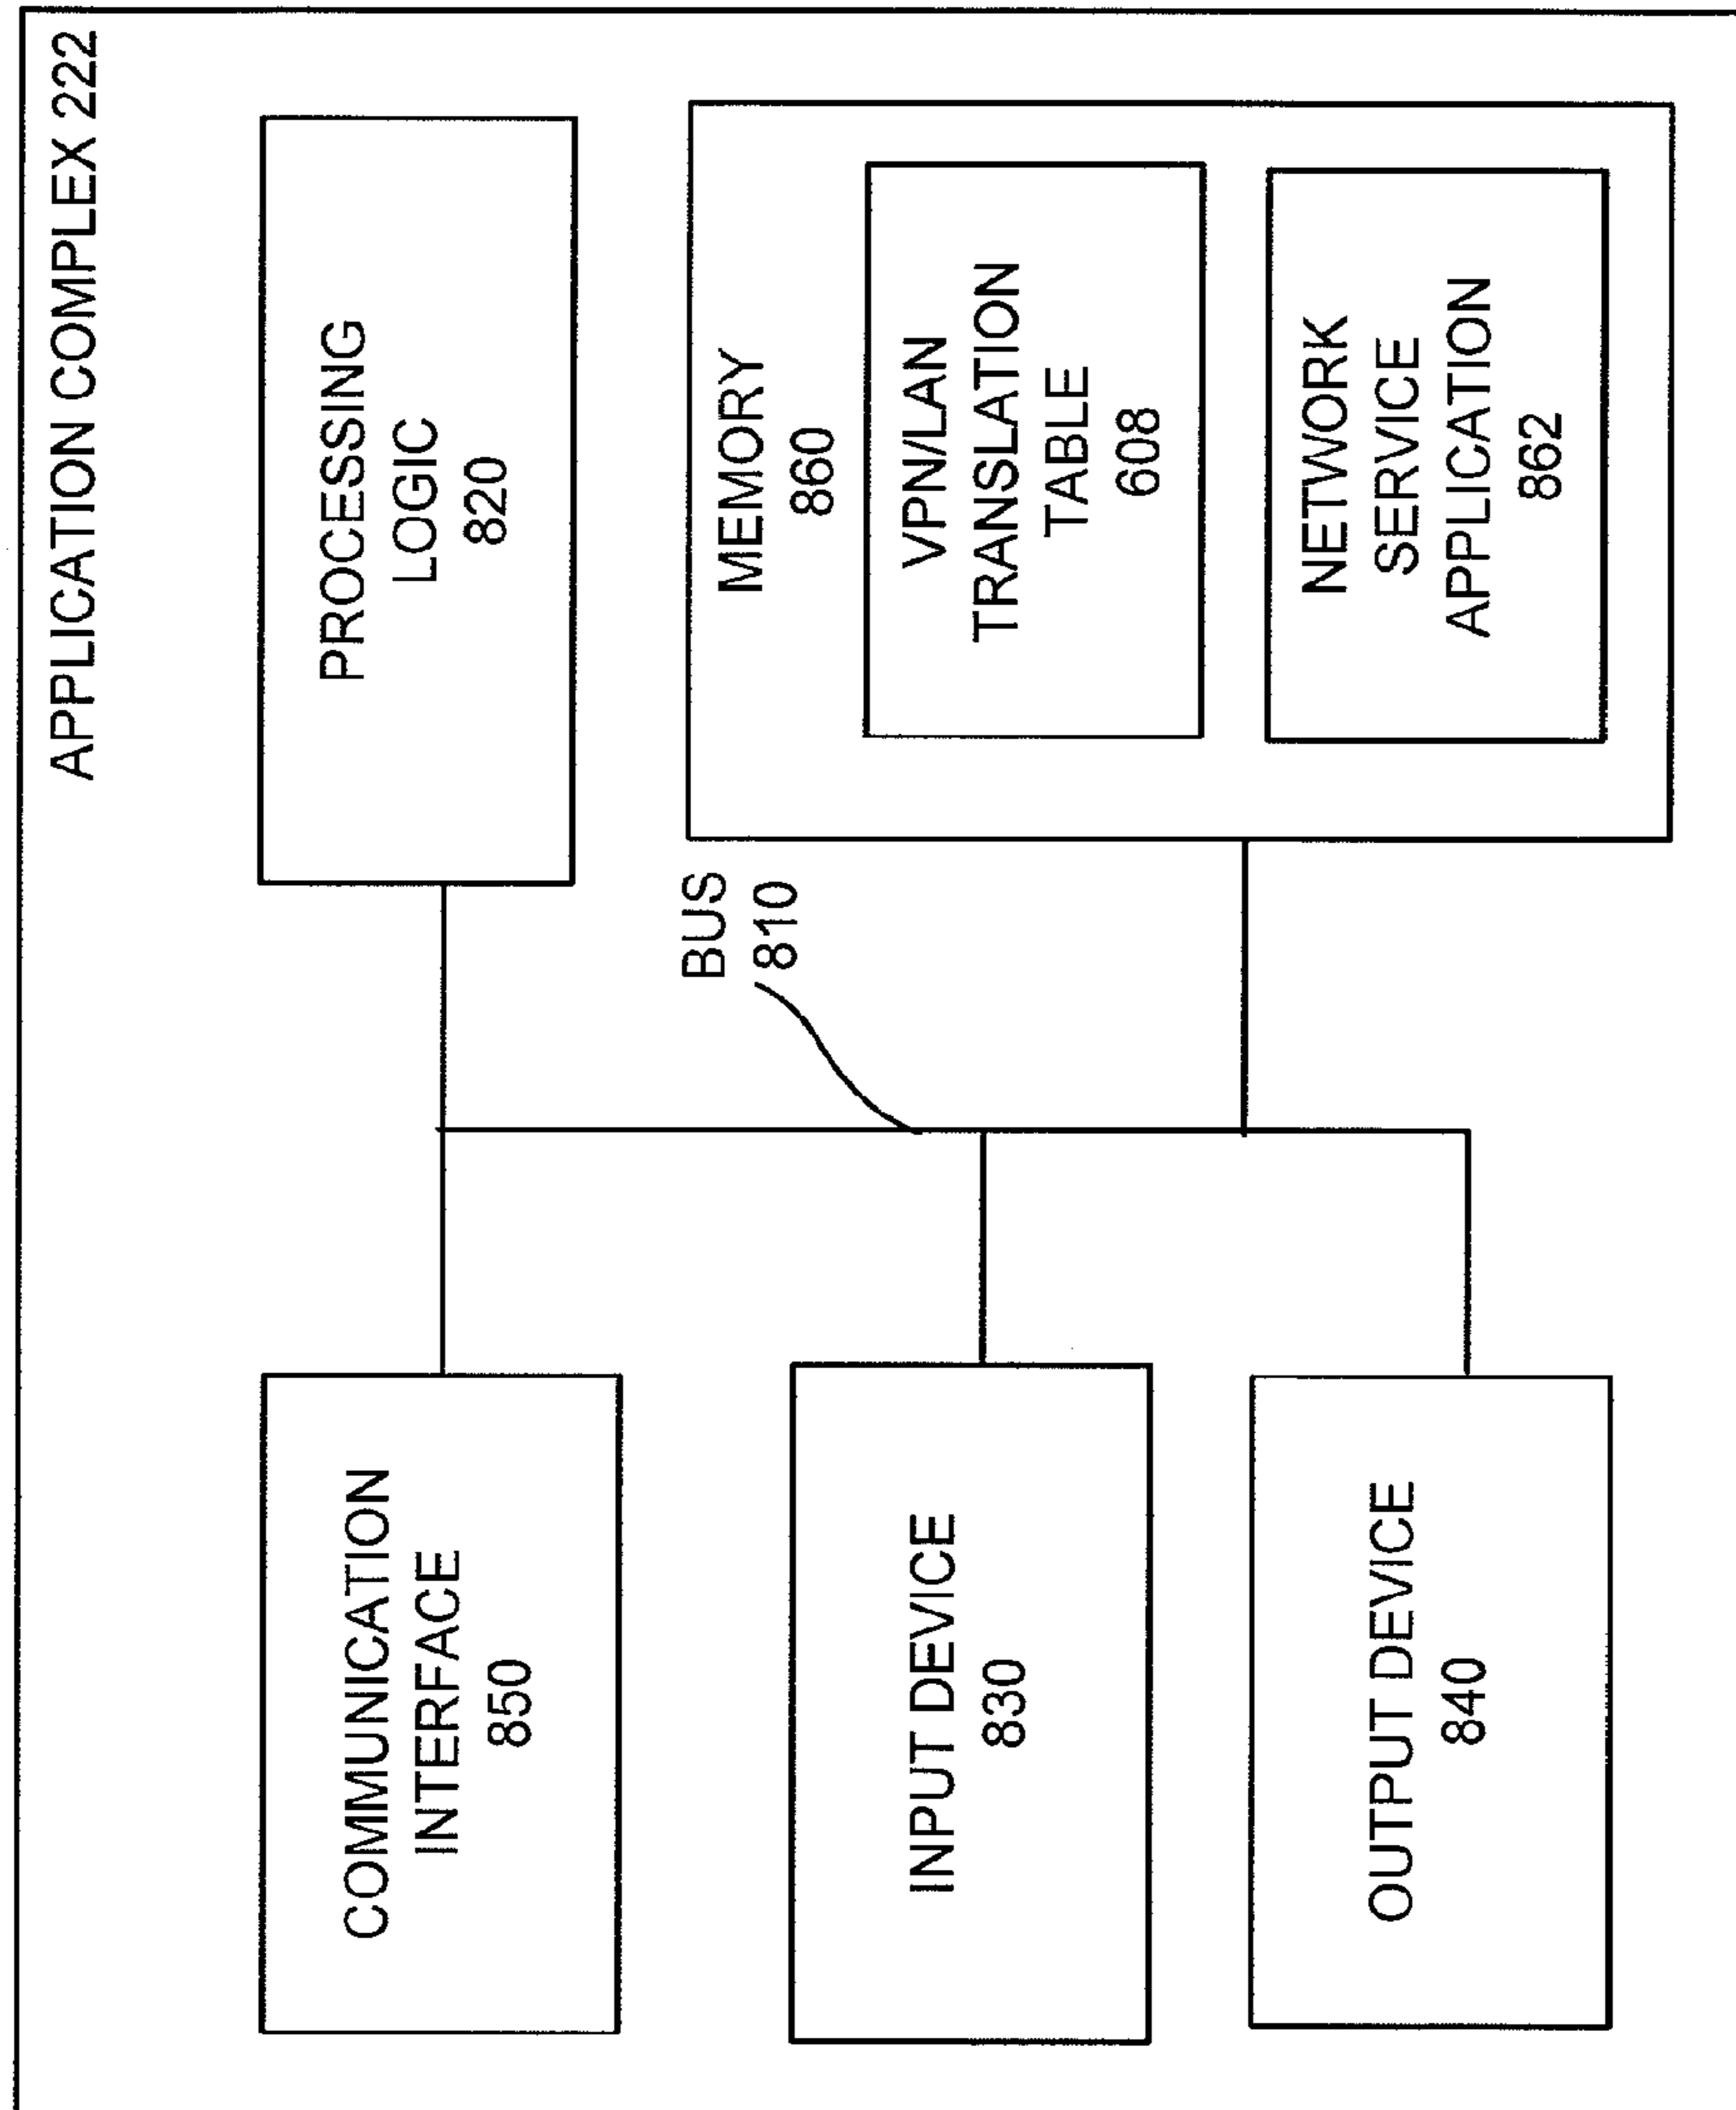 APPLICATION COMPLEX 222
COMMUNICATION
INTERFACE
850
PROCESSING
LOGIC
820
BUS
810
INPUT DEVICE
830
MEMORY
860
VPN/LAN
TRANSLATION
TABLE
608
OUTPUT DEVICE
840
NETWORK
SERVICE
APPLICATION
862